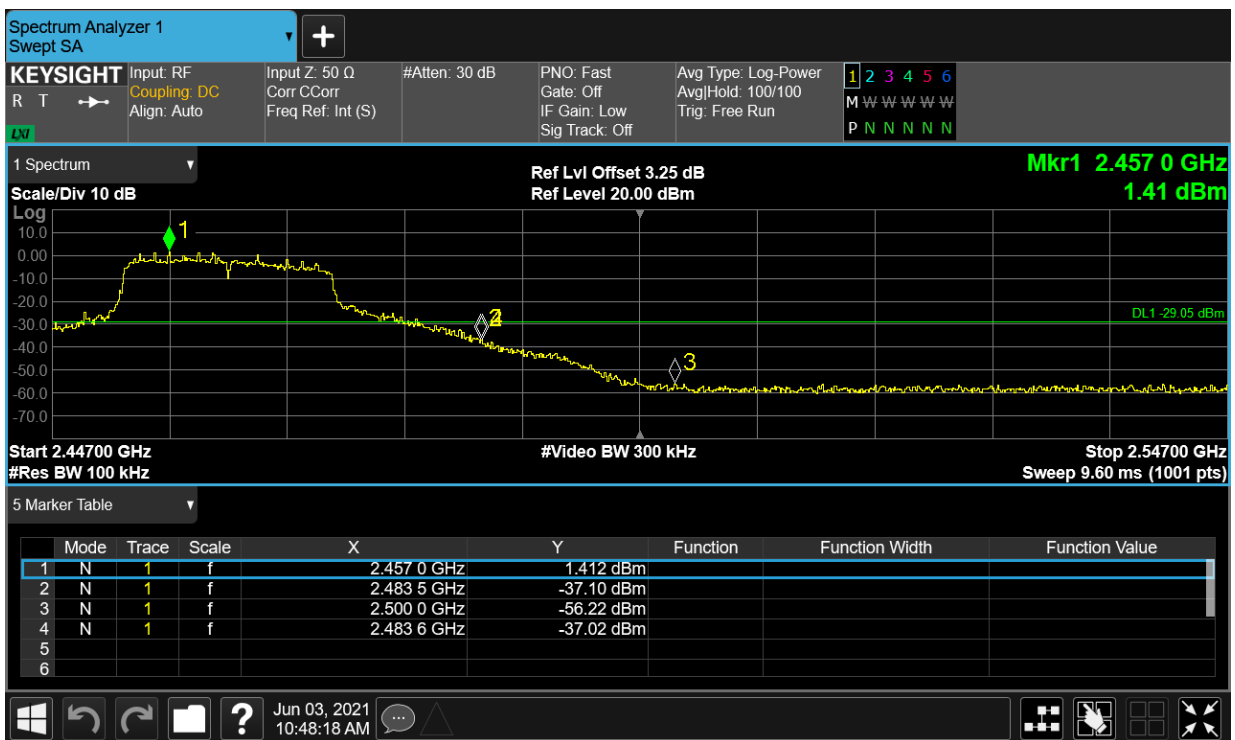 Spectrum Analyzer 1
Swept SA
+
KEYSIGHT Input: RF Input Z: 50 Ω #Atten: 30 dB PNO: Fast Avg Type: Log-Power 1 2 3 4 5 6
R T Coupling: DC Corr CCorr Gate: Off Avg|Hold: 100/100 M W W W W W
Align: Auto Freq Ref: Int (S) IF Gain: Low Trig: Free Run
LXI Sig Track: Off P N N N N N
1 Spectrum Ref Lvl Offset 3.25 dB Mkr1 2.457 0 GHz
Scale/Div 10 dB Ref Level 20.00 dBm 1.41 dBm
Log
10.0
1
0.00
-10.0
-20.0
DL1 -29.05 dBm
-30.0
2
-40.0
3
-50.0
-60.0
-70.0
Start 2.44700 GHz #Video BW 300 kHz Stop 2.54700 GHz
#Res BW 100 kHz Sweep 9.60 ms (1001 pts)
5 Marker Table
Mode Trace Scale X Y Function Function Width Function Value
1 N 1 f 2.457 0 GHz 1.412 dBm
2 N 1 f 2.483 5 GHz -37.10 dBm
3 N 1 f 2.500 0 GHz -56.22 dBm
4 N 1 f 2.483 6 GHz -37.02 dBm
5
6
? Jun 03, 2021
10:48:18 AM